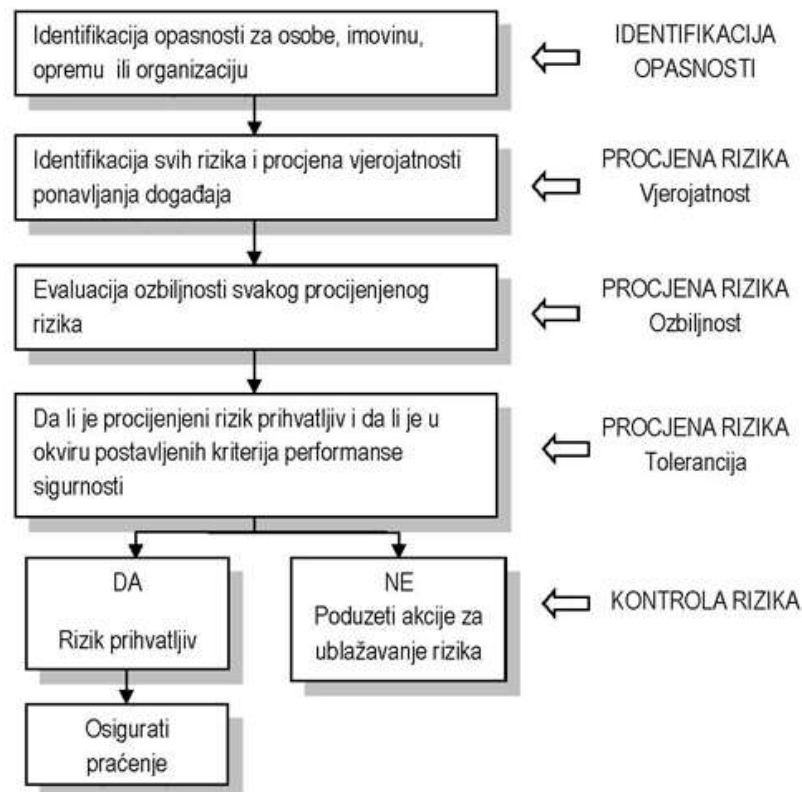 Identifikacija opasnosti za osobe, imovinu,
opremu ili organizaciju
IDENTIFIKACIJA
OPASNOSTI
Identifikacija svih rizika i procjena vjerojatnosti
ponavljanja događaja
PROCJENA RIZIKA
Vjerojatnost
Evaluacija ozbiljnosti svakog procijenjenog
rizika
PROCJENA RIZIKA
Ozbiljnost
Da li je procijenjeni rizik prihvatljiv i da li je u
okviru postavljenih kriterija performanse
sigurnosti
PROCJENA RIZIKA
Tolerancija
DA
Rizik prihvatljiv
NE
Poduzeti akcije za
ublažavanje rizika
KONTROLA RIZIKA
Osigurati
praćenje